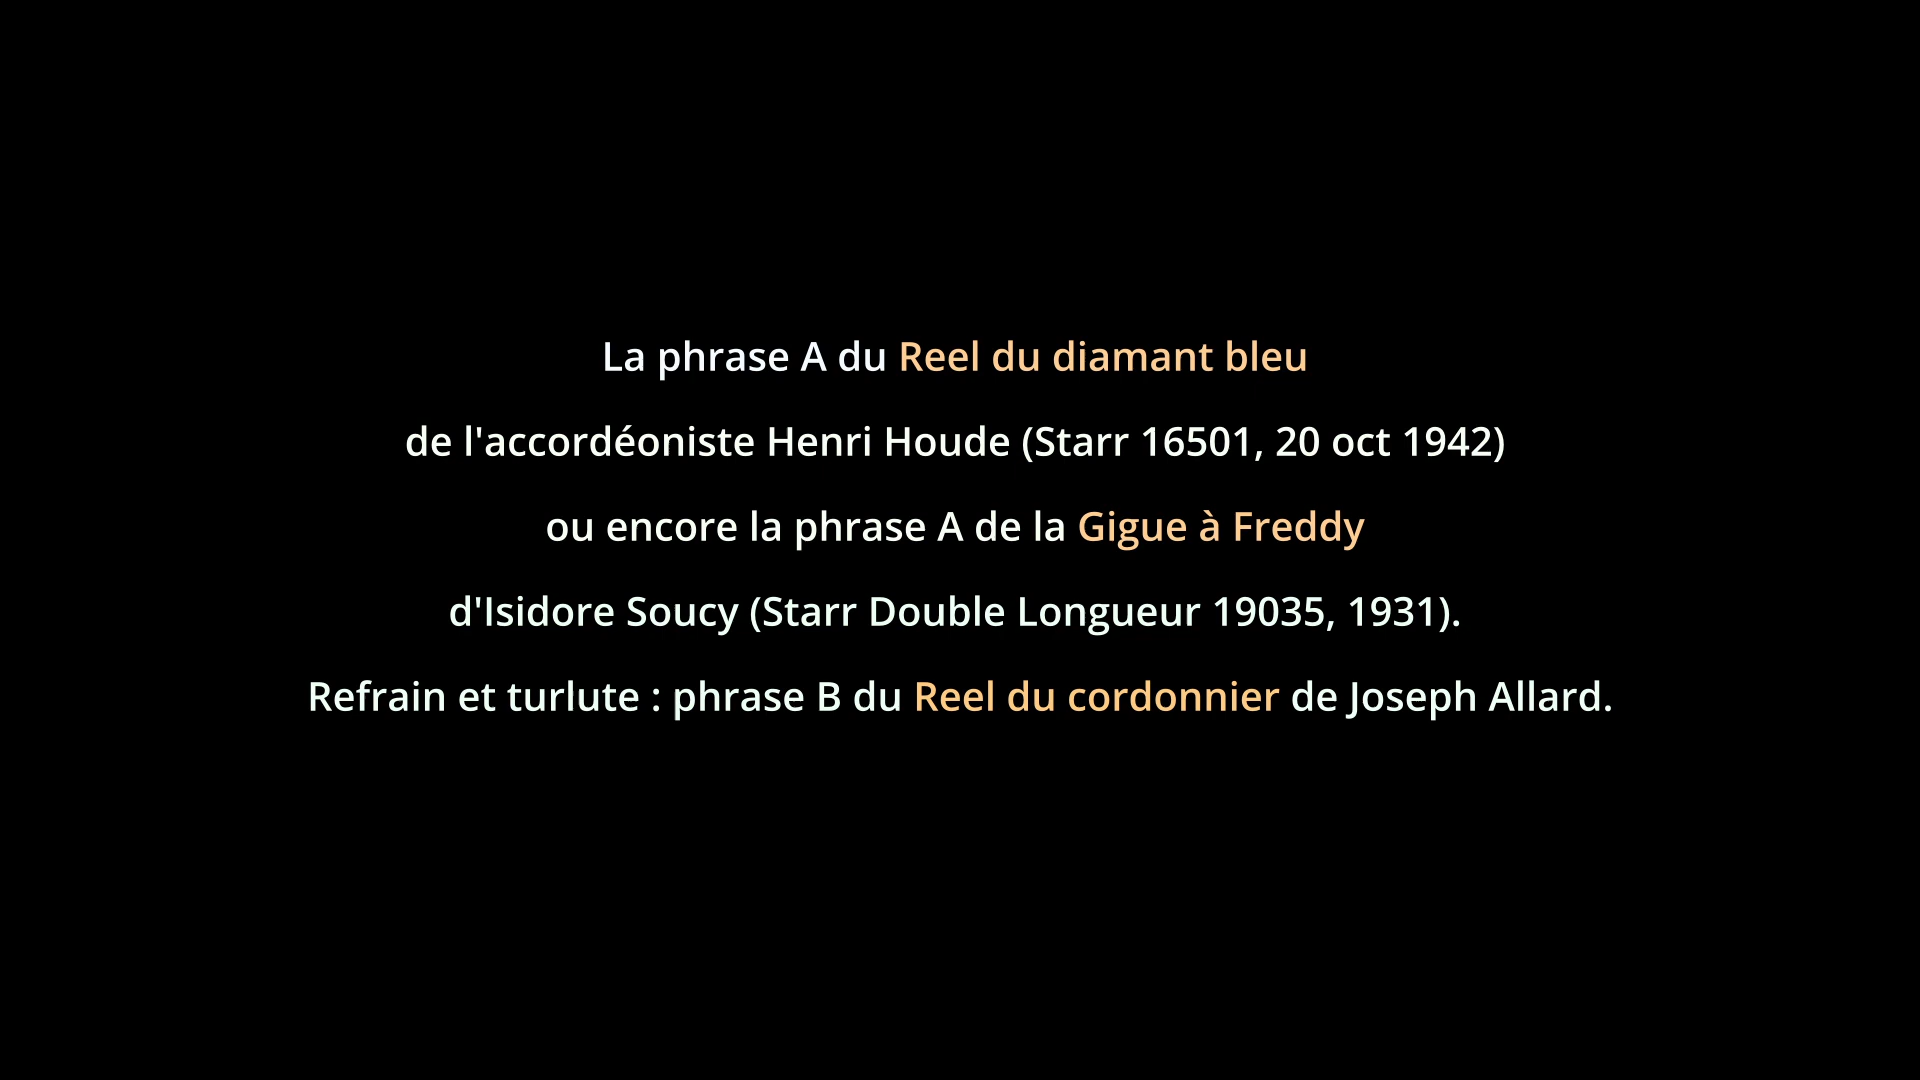 La phrase A du Reel du diamant bleu
de l'accordéoniste Henri Houde (Starr 16501, 20 oct 1942)
ou encore la phrase A de la Gigue à Freddy
d'Isidore Soucy (Starr Double Longueur 19035, 1931).
Refrain et turlute : phrase B du Reel du cordonnier de Joseph Allard.